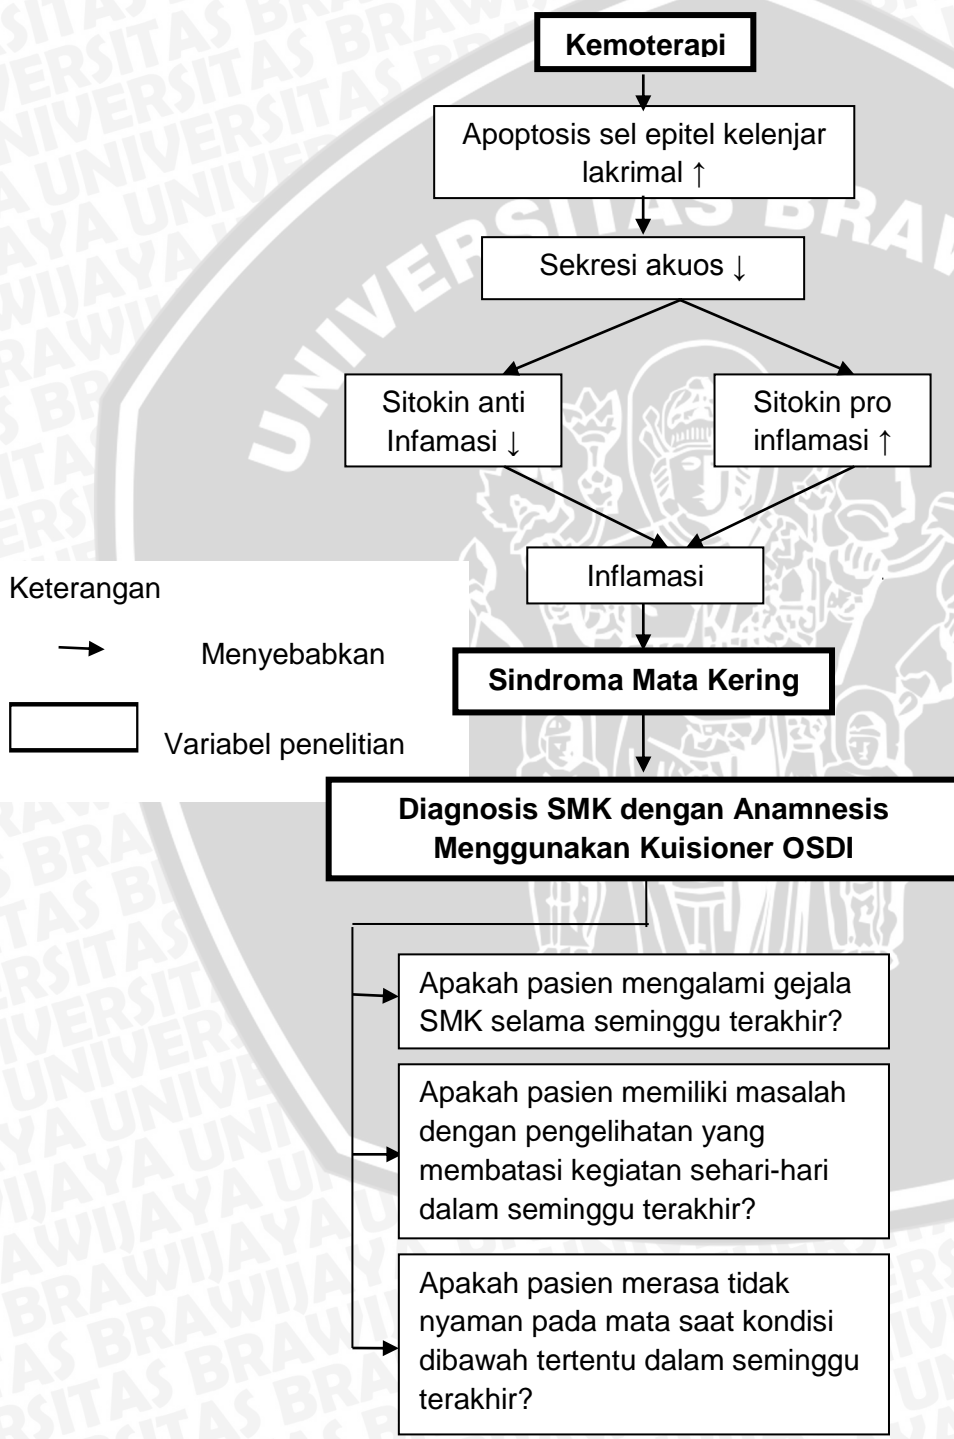 Kemoterapi
Apoptosis sel epitel kelenjar
lakrimal ↑
Sekresi akuos ↓
Sitokin anti
Infamasi ↓
Sitokin pro
inflamasi ↑
Inflamasi
Keterangan
Menyebabkan
Variabel penelitian
Sindroma Mata Kering
Diagnosis SMK dengan Anamnesis
Menggunakan Kuisioner OSDI
Apakah pasien mengalami gejala
SMK selama seminggu terakhir?
Apakah pasien memiliki masalah
dengan pengelihatan yang
membatasi kegiatan sehari-hari
dalam seminggu terakhir?
Apakah pasien merasa tidak
nyaman pada mata saat kondisi
dibawah tertentu dalam seminggu
terakhir?
UNIVERSITAS BRAW